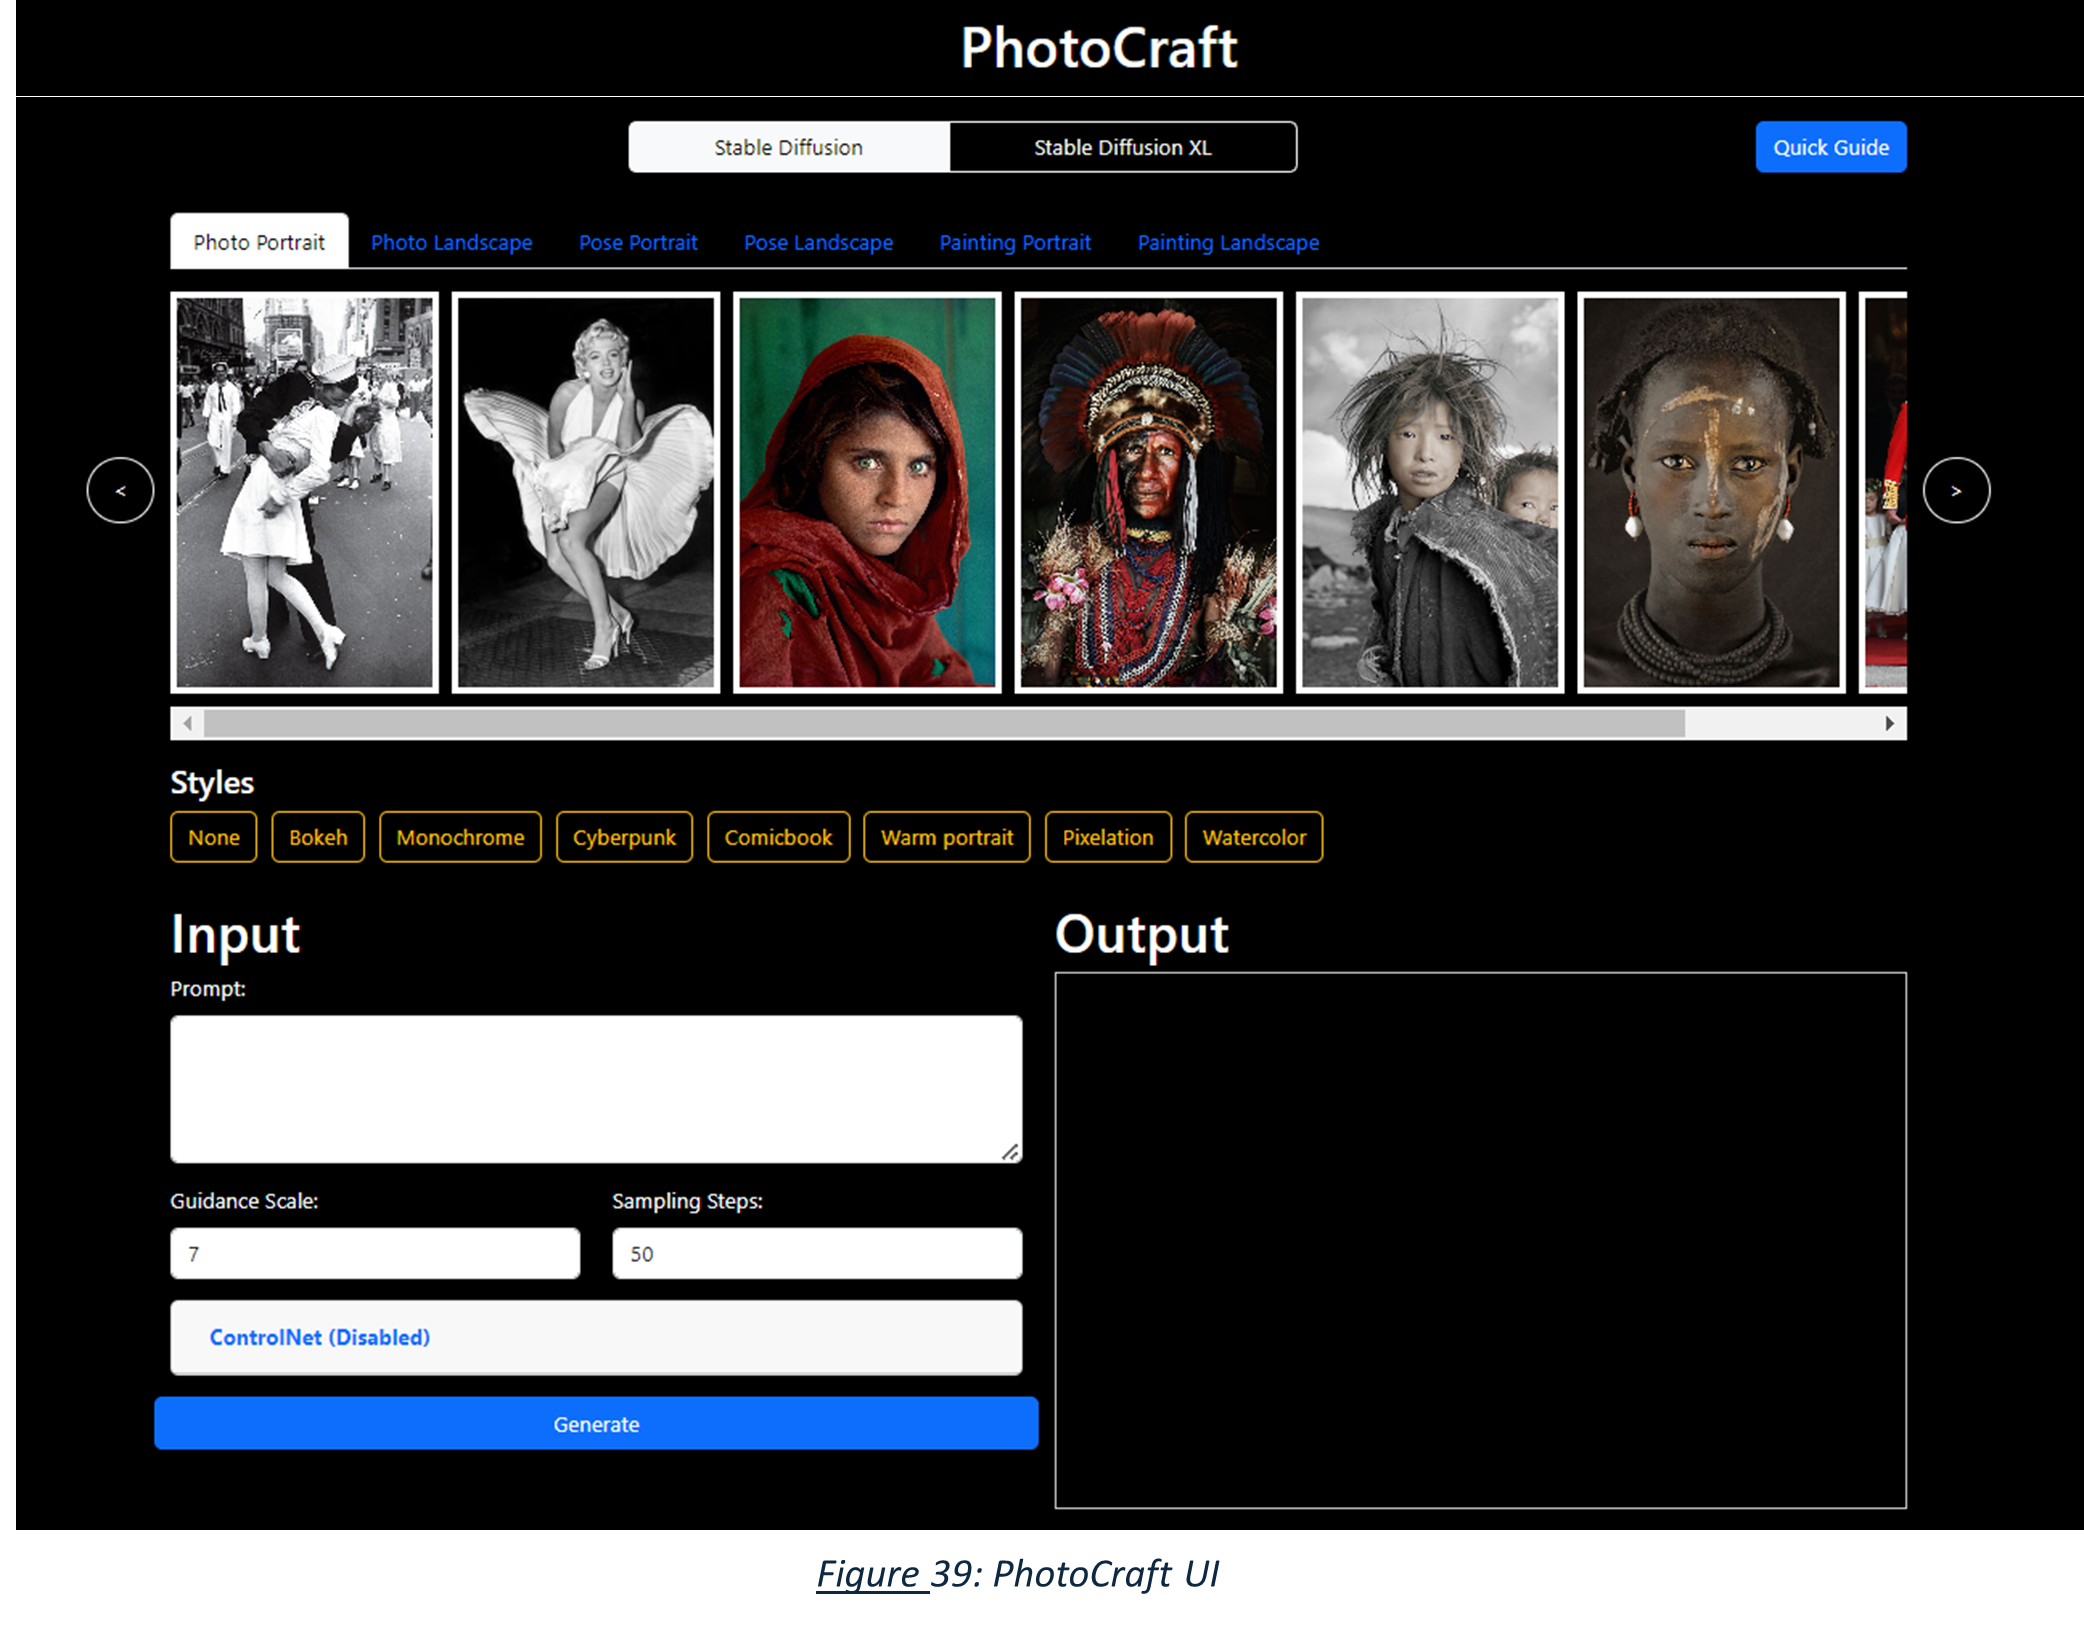 PhotoCraft
Stable Diffusion Stable Diffusion XL Quick Guide
Photo Portrait Photo Landscape Pose Portrait Pose Landscape Painting Portrait Painting Landscape
< >
Styles
None Bokeh Monochrome Cyberpunk Comicbook Warm portrait Pixelation Watercolor
Input
Prompt:
Guidance Scale: Sampling Steps:
7 50
ControlNet (Disabled)
Generate
Output
Figure 39: PhotoCraft UI